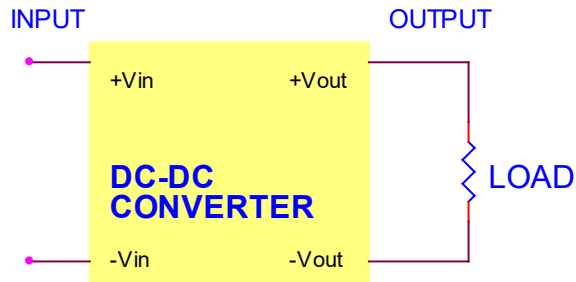 INPUT
OUTPUT
+Vin
+Vout
DC-DC
CONVERTER
LOAD
-Vin
-Vout